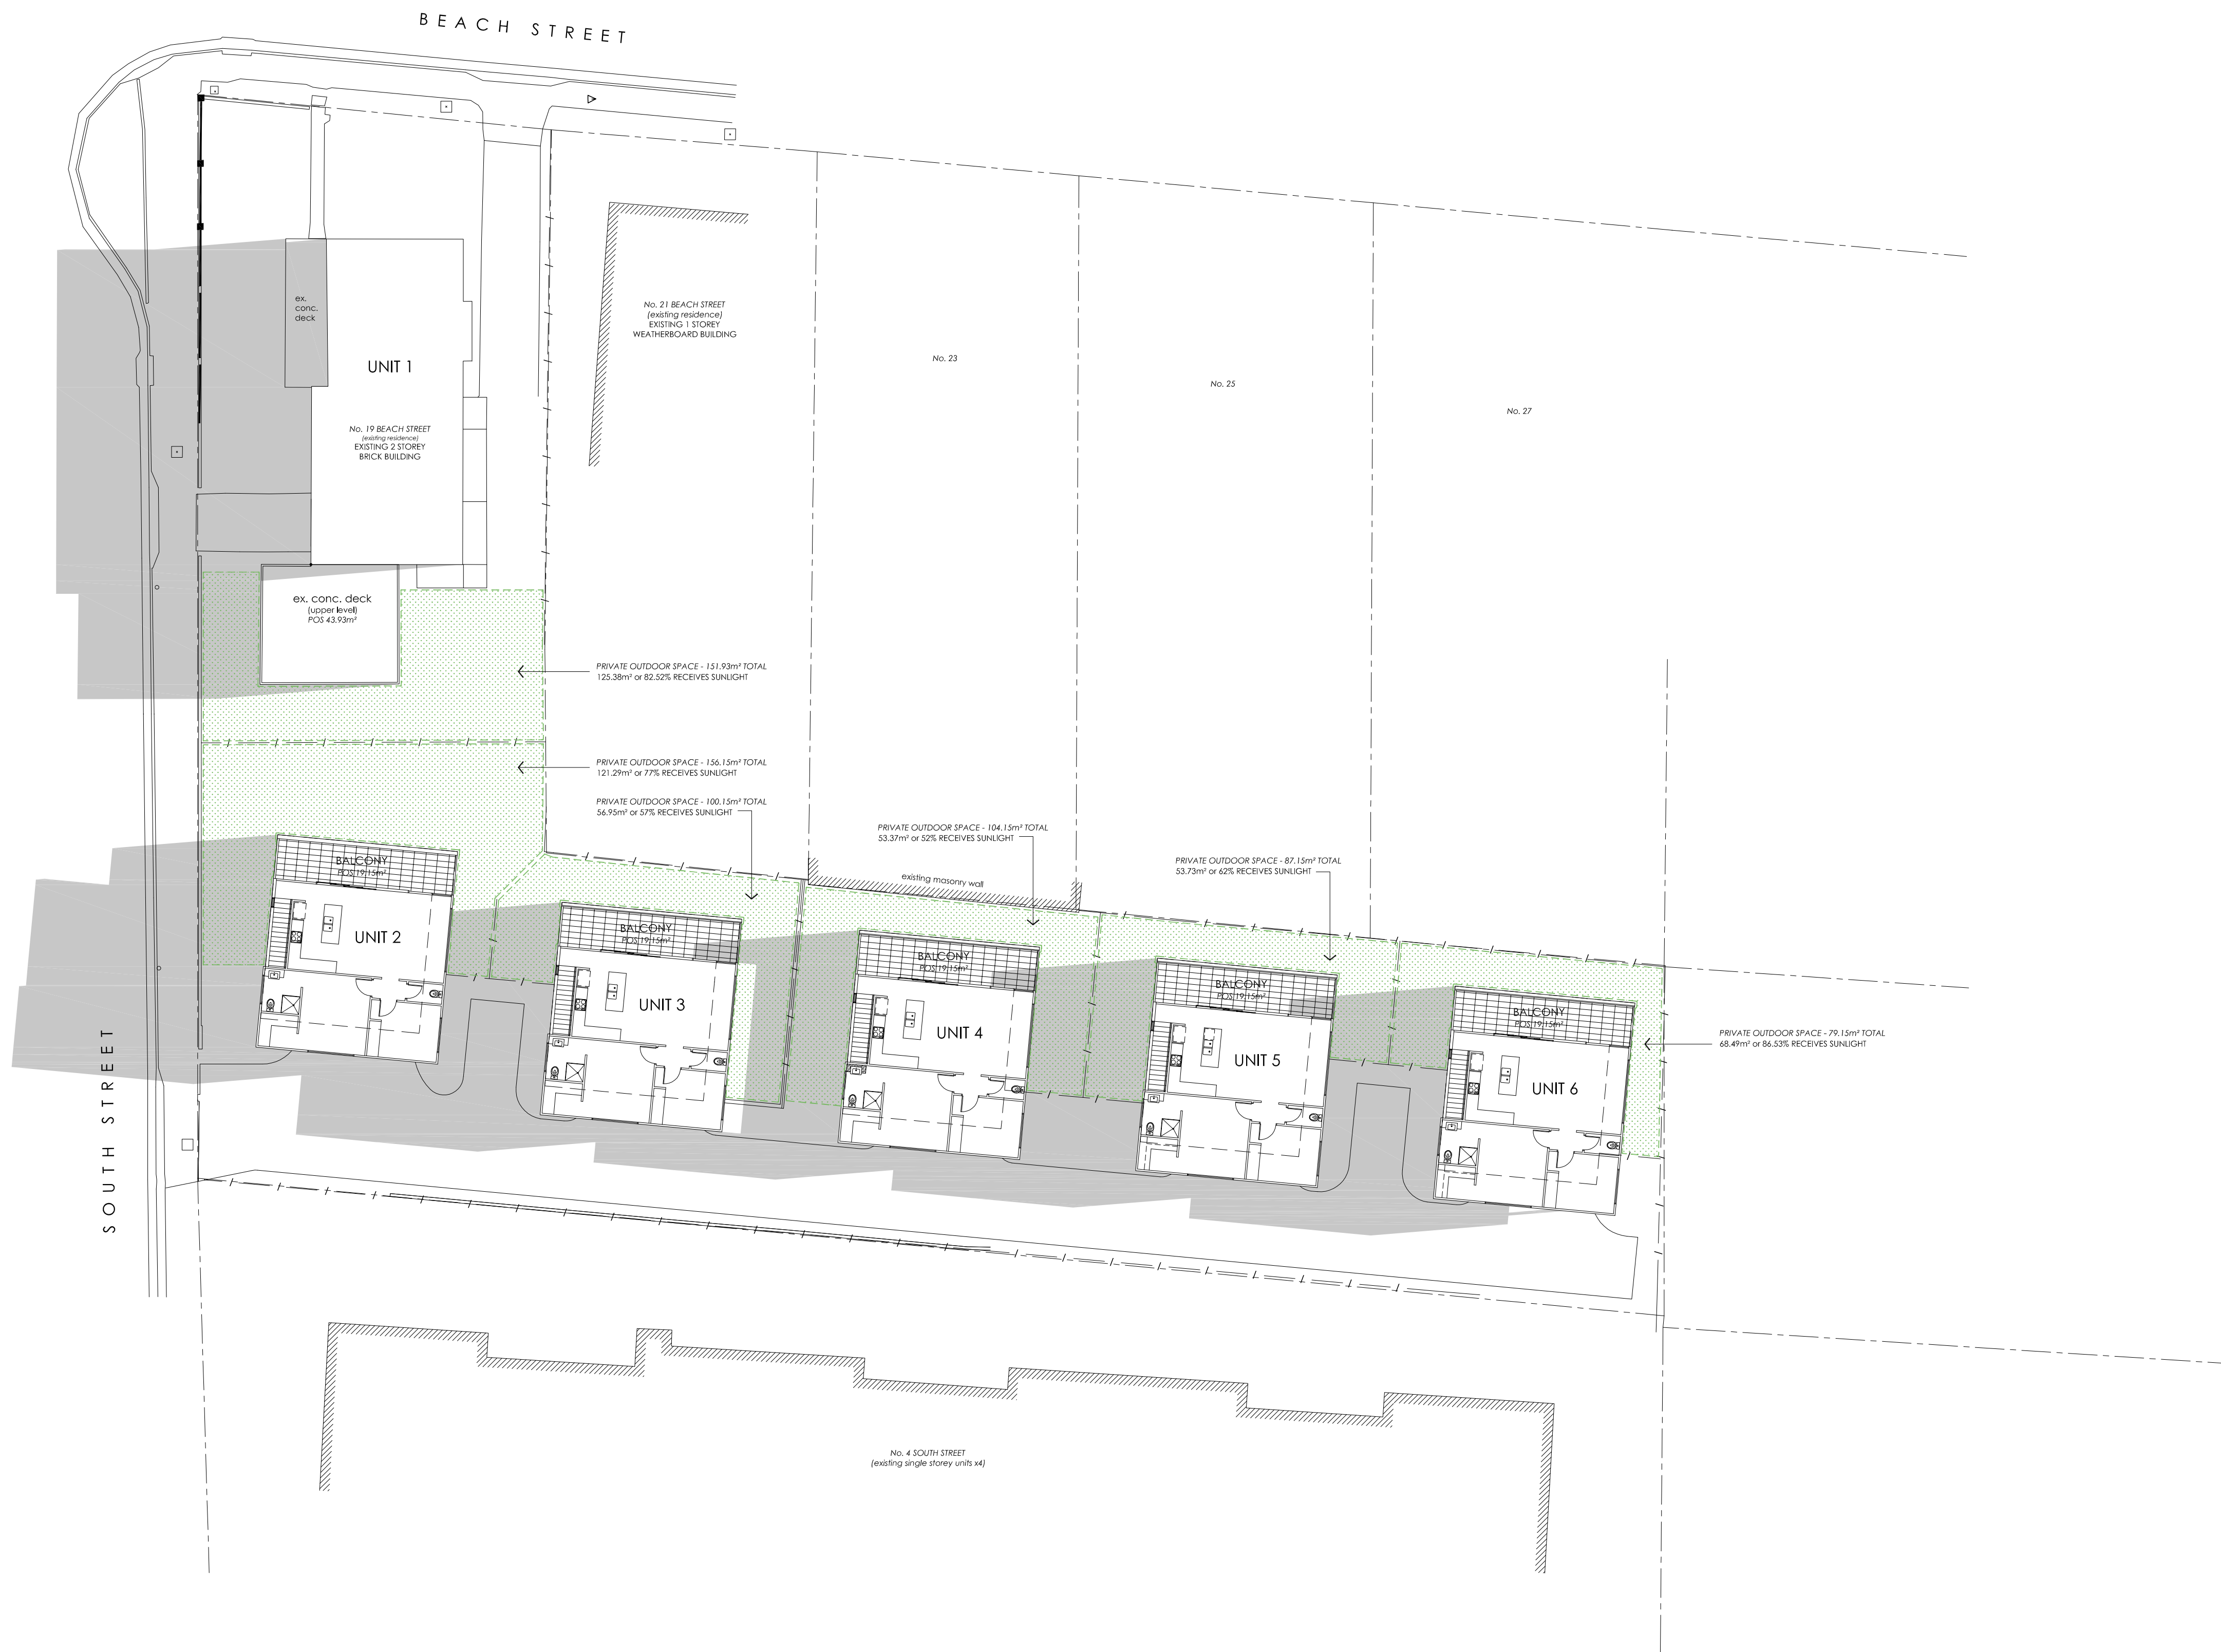 BEACH STREET
ex.
conc.
deck
UNIT 1
No. 19 BEACH STREET
(existing residence)
EXISTING 2 STOREY
BRICK BUILDING
No. 21 BEACH STREET
(existing residence)
EXISTING 1 STOREY
WEATHERBOARD BUILDING
No. 23
No. 25
No. 27
ex. conc. deck
(upper level)
POS 43.93m²
PRIVATE OUTDOOR SPACE - 151.93m² TOTAL
125.38m² or 82.52% RECEIVES SUNLIGHT
PRIVATE OUTDOOR SPACE - 156.15m² TOTAL
121.29m² or 77% RECEIVES SUNLIGHT
PRIVATE OUTDOOR SPACE - 100.15m² TOTAL
56.95m² or 57% RECEIVES SUNLIGHT
PRIVATE OUTDOOR SPACE - 104.15m² TOTAL
53.37m² or 52% RECEIVES SUNLIGHT
PRIVATE OUTDOOR SPACE - 87.15m² TOTAL
53.73m² or 62% RECEIVES SUNLIGHT
existing masonry wall
BALCONY
POS 19.15m²
UNIT 2
BALCONY
POS 19.15m²
UNIT 3
BALCONY
POS 19.15m²
UNIT 4
BALCONY
POS 19.15m²
UNIT 5
BALCONY
POS 19.15m²
UNIT 6
PRIVATE OUTDOOR SPACE - 79.15m² TOTAL
68.49m² or 86.53% RECEIVES SUNLIGHT
SOUTH STREET
No. 4 SOUTH STREET
(existing single storey units x4)